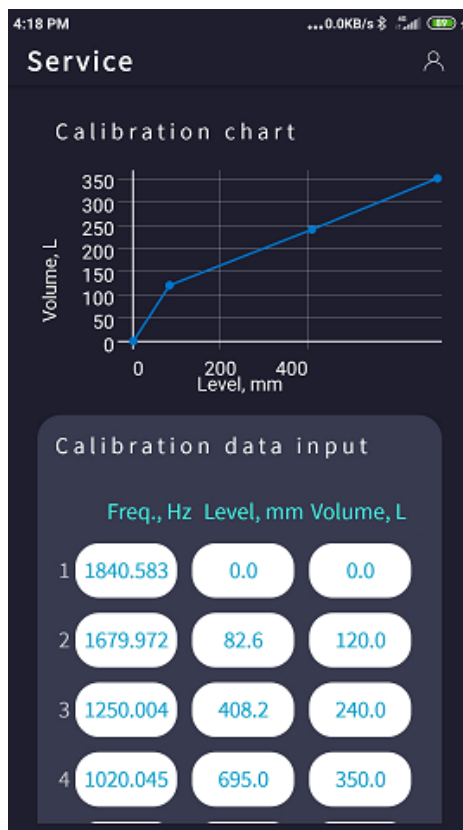 4:18 PM ...0.0KB/s 89
Service
Calibration chart
350
300
250
200
150
100
50
0
Volume, L
0 200 400
Level, mm
Calibration data input
Freq., Hz Level, mm Volume, L
1 1840.583 0.0 0.0
2 1679.972 82.6 120.0
3 1250.004 408.2 240.0
4 1020.045 695.0 350.0